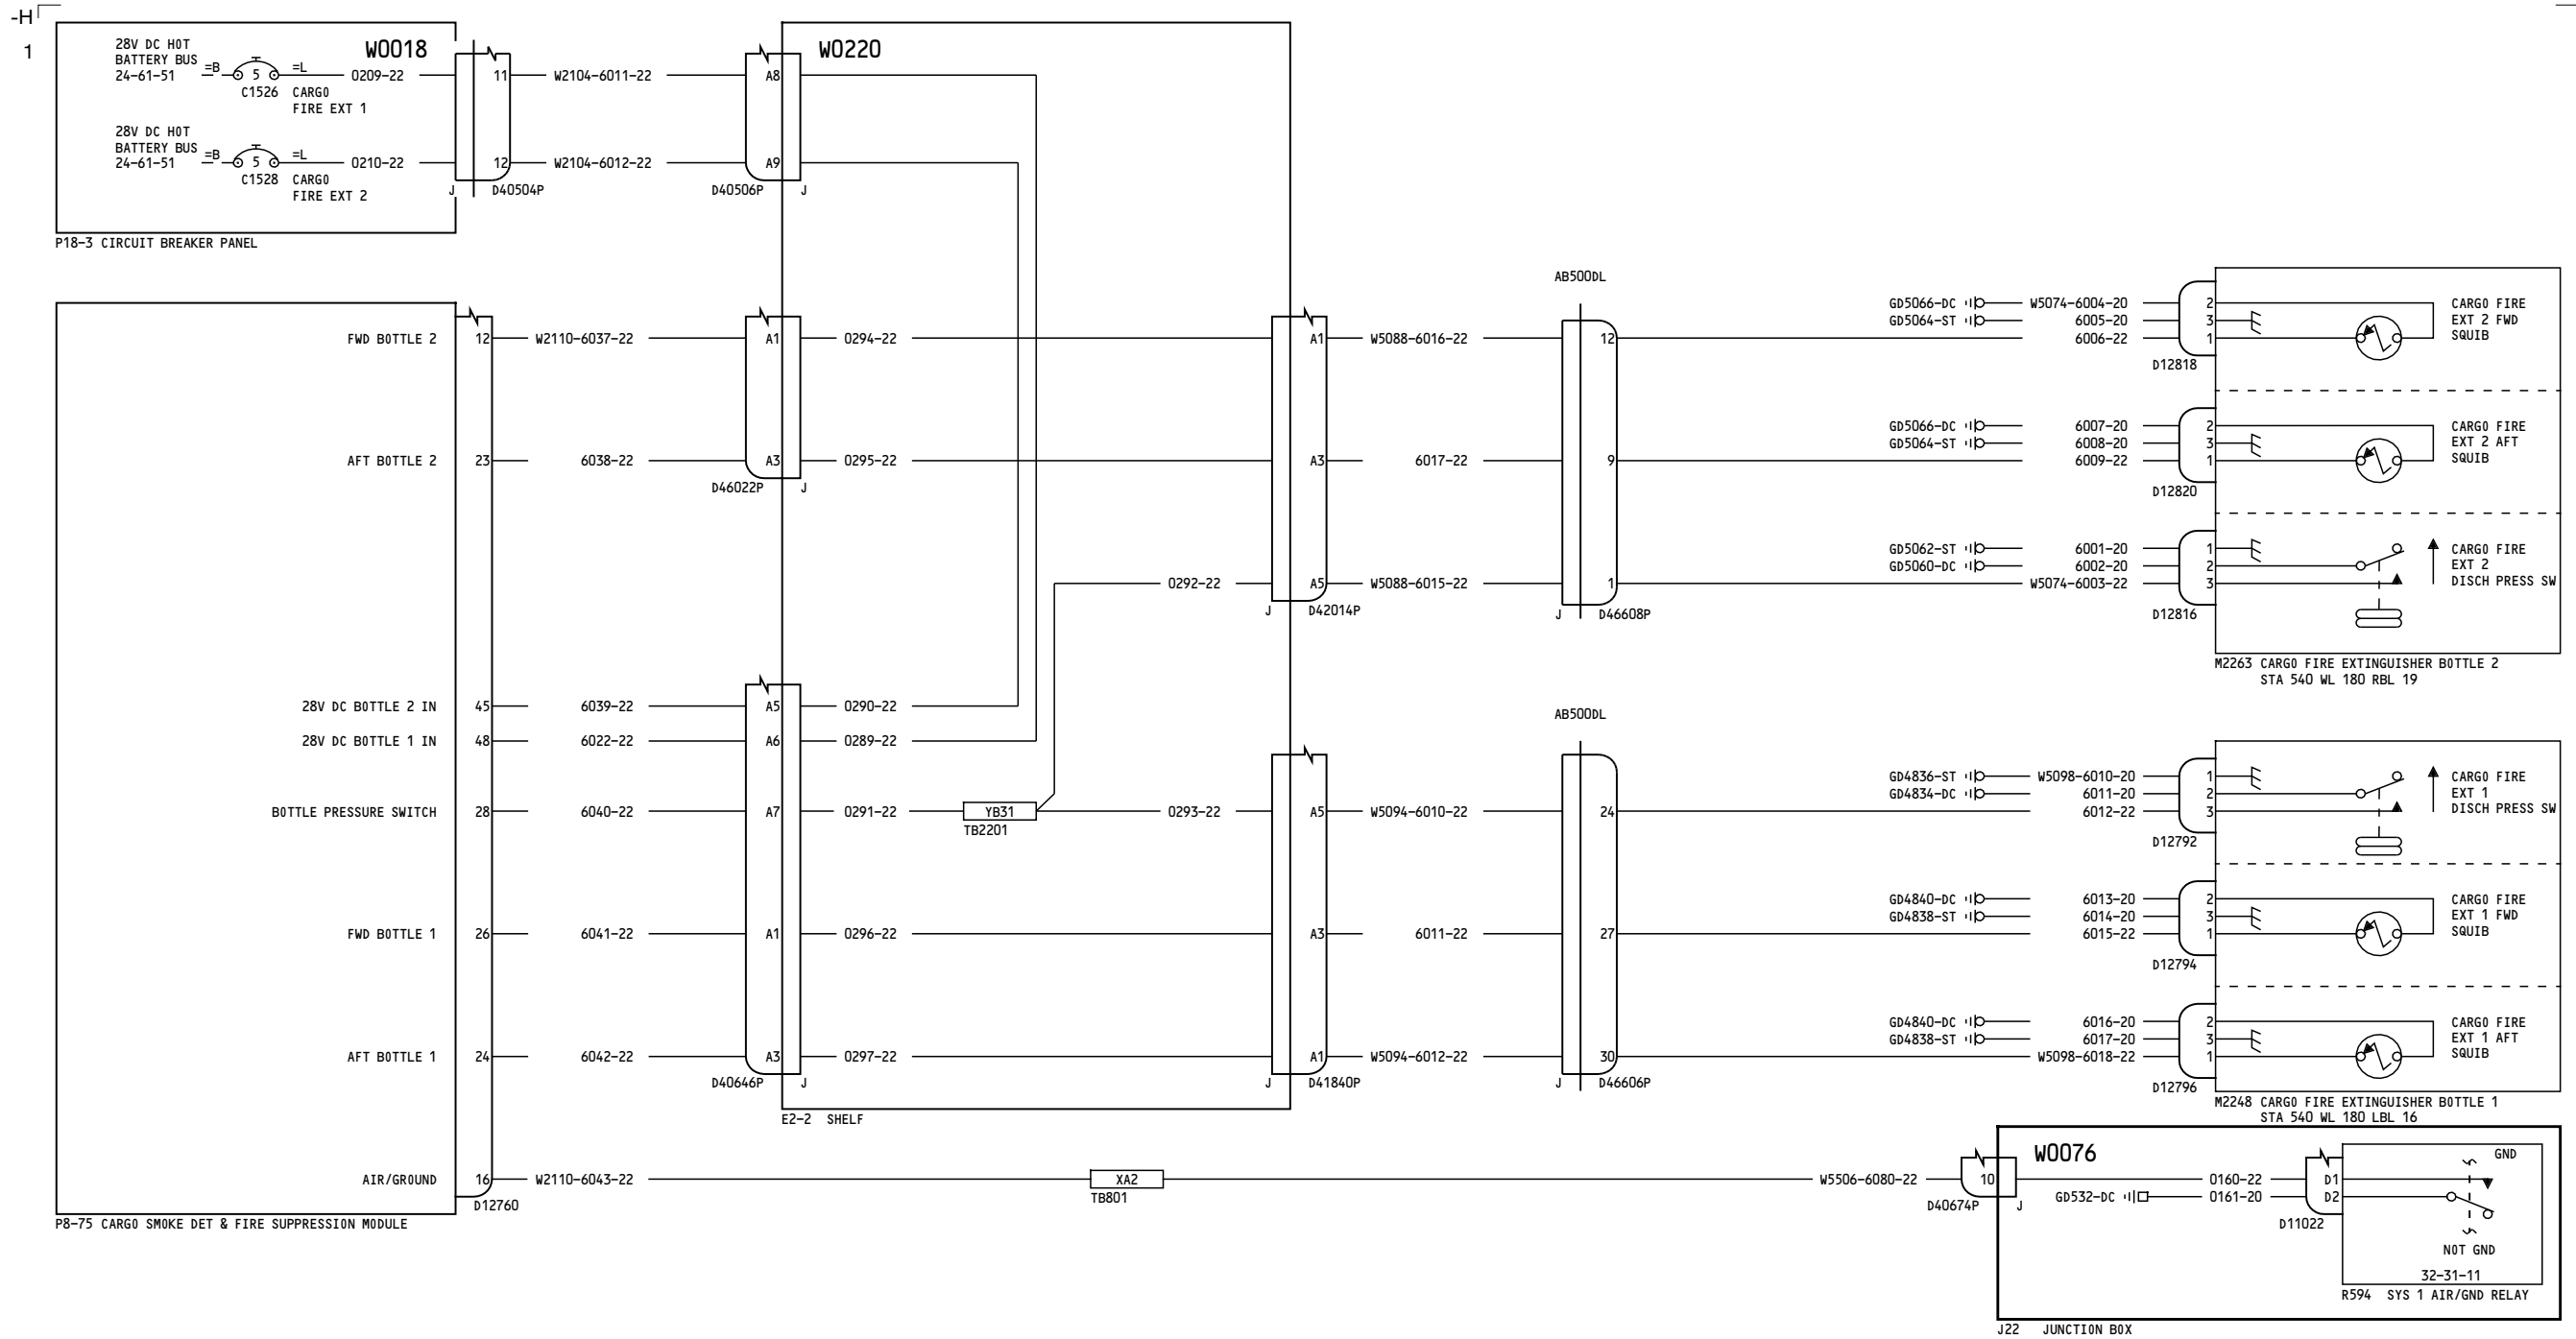 -H
1
28V DC HOT
BATTERY BUS
24-61-51
=B
5
=L
0209-22
C1526
CARGO
FIRE EXT 1
28V DC HOT
BATTERY BUS
24-61-51
=B
5
=L
0210-22
C1528
CARGO
FIRE EXT 2
W0018
P18-3 CIRCUIT BREAKER PANEL
11
12
J
D40504P
W2104-6011-22
W2104-6012-22
A8
A9
D40506P
J
W0220
FWD BOTTLE 2
12
W2110-6037-22
A1
0294-22
A1
W5088-6016-22
12
AFT BOTTLE 2
23
6038-22
A3
0295-22
A3
6017-22
9
D46022P
J
0292-22
A5
W5088-6015-22
1
J
D42014P
AB500DL
J
D46608P
28V DC BOTTLE 2 IN
45
6039-22
A5
0290-22
28V DC BOTTLE 1 IN
48
6022-22
A6
0289-22
BOTTLE PRESSURE SWITCH
28
6040-22
A7
0291-22
YB31
TB2201
0293-22
A5
W5094-6010-22
24
FWD BOTTLE 1
26
6041-22
A1
0296-22
A3
6011-22
27
AFT BOTTLE 1
24
6042-22
A3
0297-22
A1
W5094-6012-22
30
D40646P
J
J
D41840P
AB500DL
J
D46606P
E2-2 SHELF
AIR/GROUND
16
W2110-6043-22
XA2
TB801
W5506-6080-22
10
D12760
P8-75 CARGO SMOKE DET & FIRE SUPPRESSION MODULE
GD5066-DC
W5074-6004-20
2
GD5064-ST
6005-20
3
6006-22
1
D12818
CARGO FIRE
EXT 2 FWD
SQUIB
GD5066-DC
6007-20
2
GD5064-ST
6008-20
3
6009-22
1
D12820
CARGO FIRE
EXT 2 AFT
SQUIB
GD5062-ST
6001-20
1
GD5060-DC
6002-20
2
W5074-6003-22
3
D12816
CARGO FIRE
EXT 2
DISCH PRESS SW
M2263 CARGO FIRE EXTINGUISHER BOTTLE 2
STA 540 WL 180 RBL 19
GD4836-ST
W5098-6010-20
1
GD4834-DC
6011-20
2
6012-22
3
D12792
CARGO FIRE
EXT 1
DISCH PRESS SW
GD4840-DC
6013-20
2
GD4838-ST
6014-20
3
6015-22
1
D12794
CARGO FIRE
EXT 1 FWD
SQUIB
GD4840-DC
6016-20
2
GD4838-ST
6017-20
3
W5098-6018-22
1
D12796
CARGO FIRE
EXT 1 AFT
SQUIB
M2248 CARGO FIRE EXTINGUISHER BOTTLE 1
STA 540 WL 180 LBL 16
W0076
D40674P
J
0160-22
D1
GD532-DC
0161-20
D2
D11022
GND
NOT GND
32-31-11
R594 SYS 1 AIR/GND RELAY
J22 JUNCTION BOX